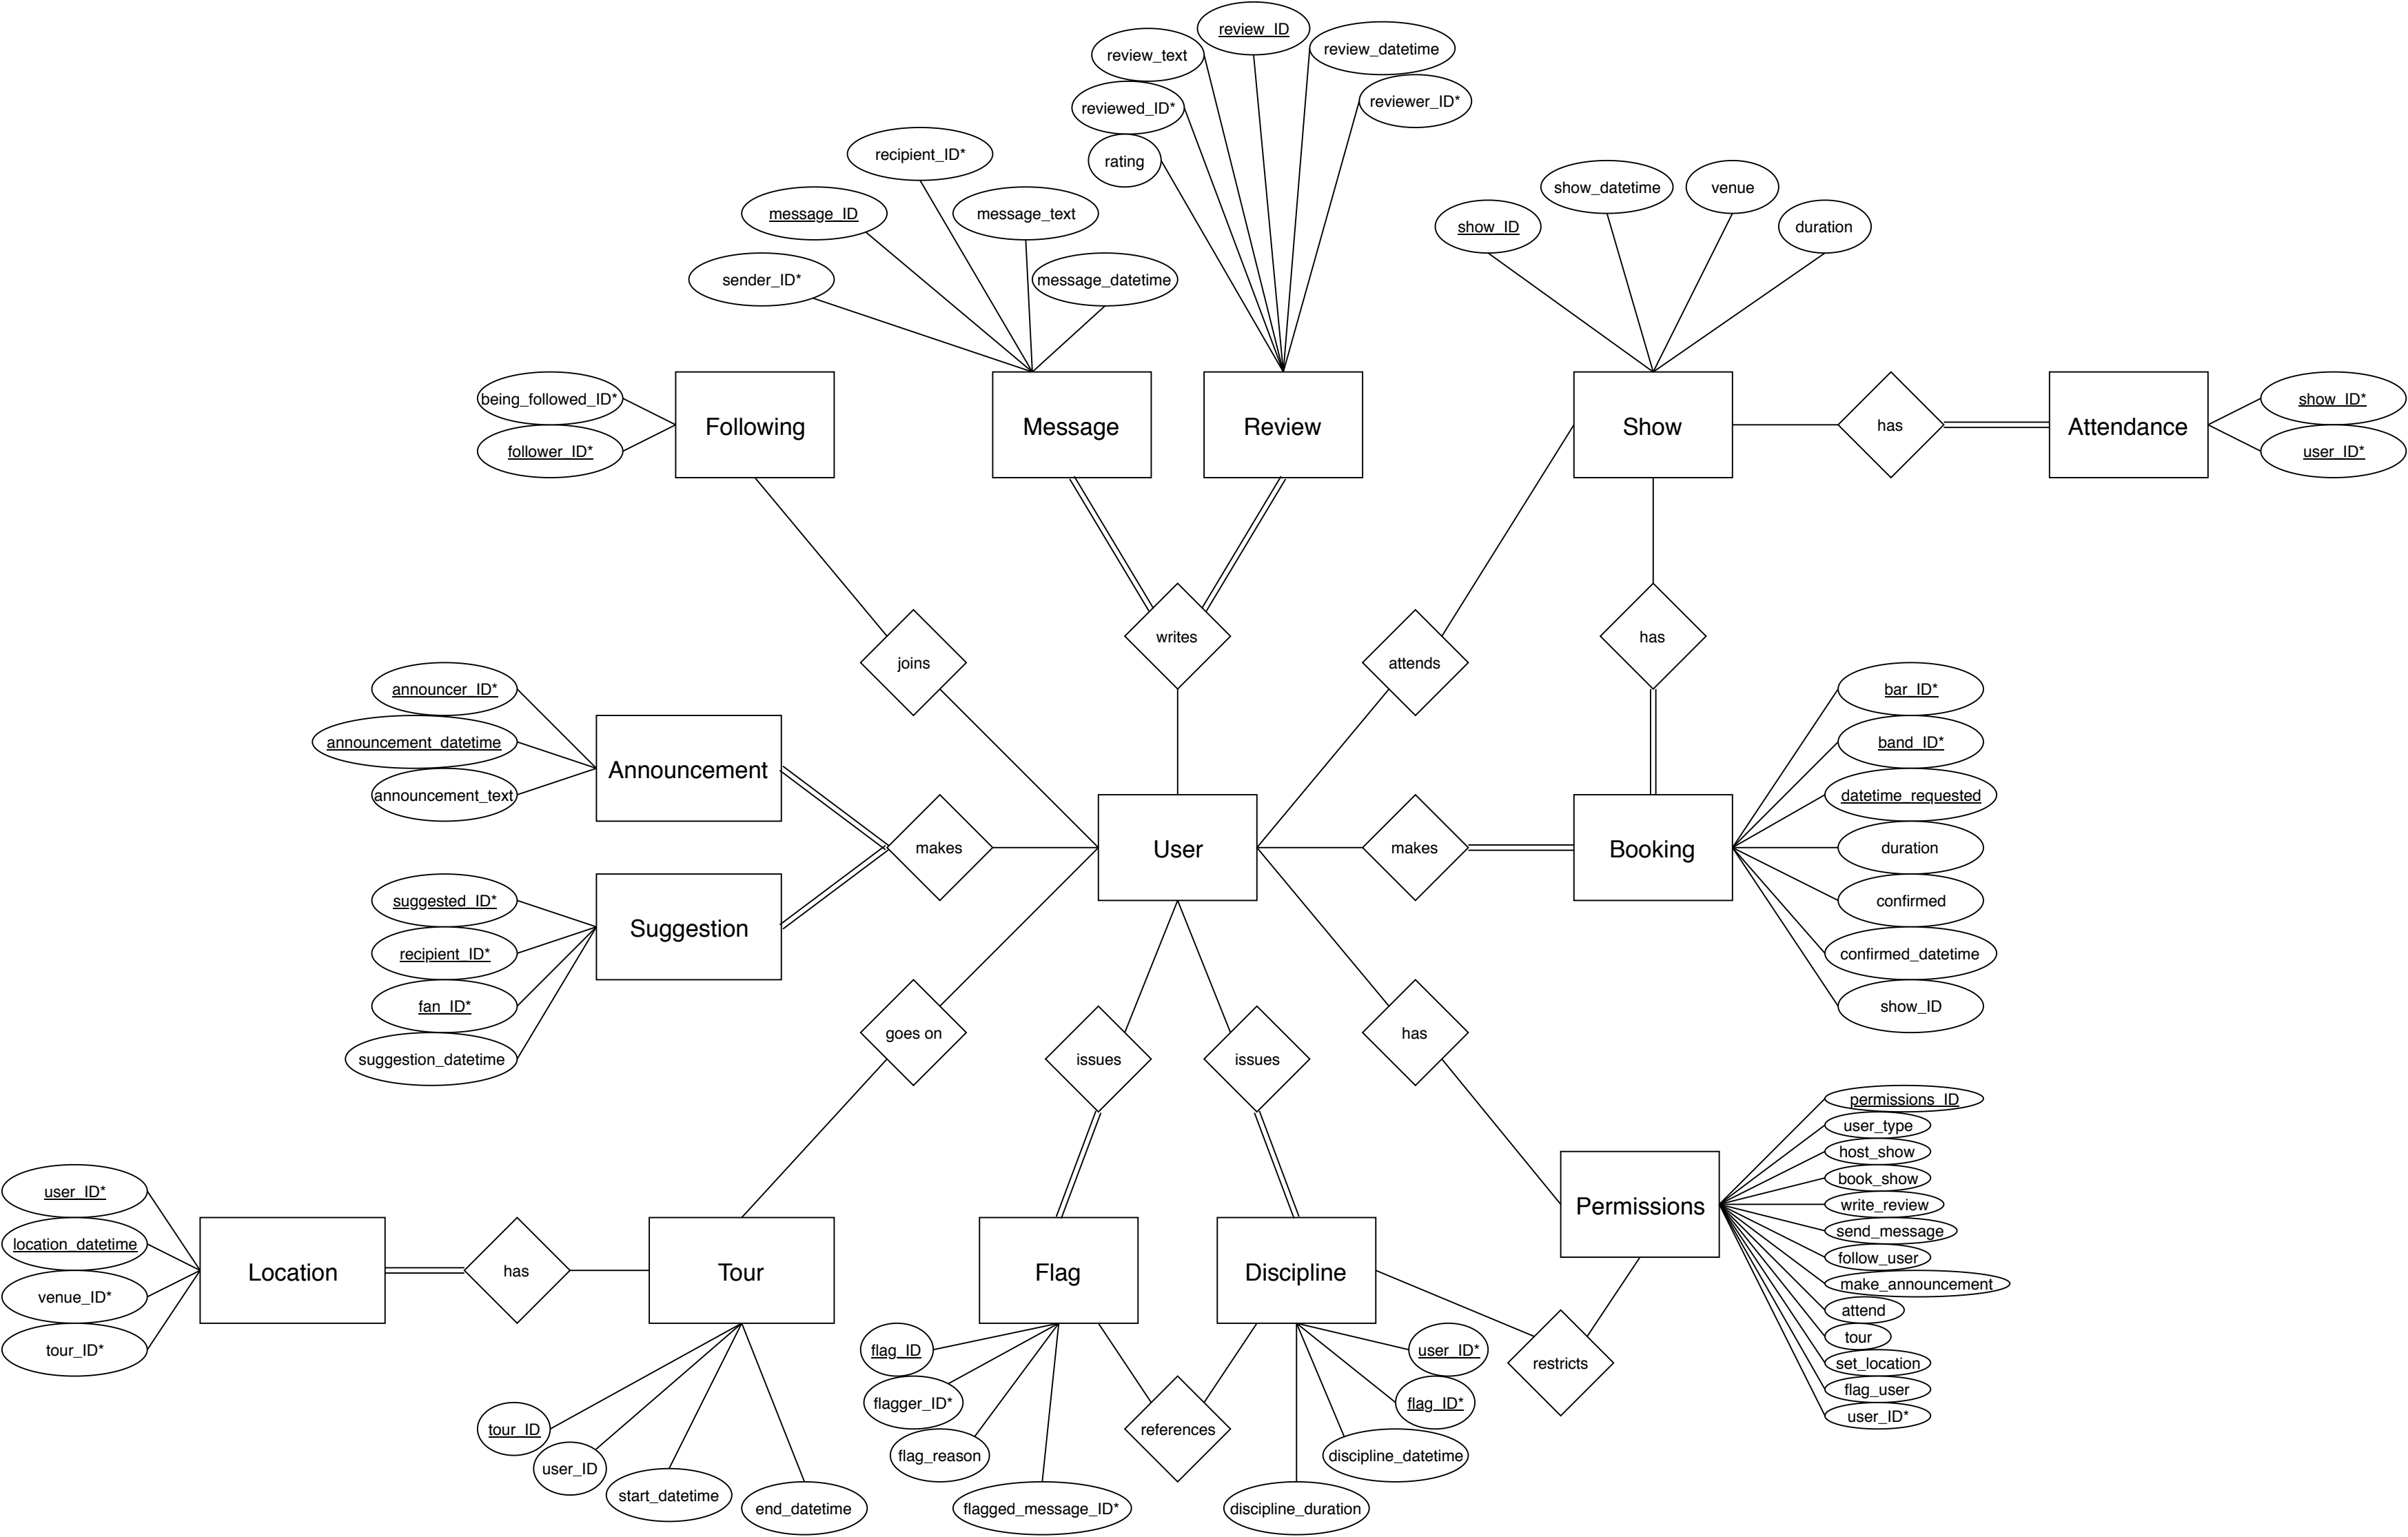 review_ID
review_datetime
review_text
reviewed_ID*
reviewer_ID*
rating
recipient_ID*
message_ID
message_text
sender_ID*
message_datetime
show_datetime
venue
show_ID
duration
being_followed_ID*
follower_ID*
Following
Message
Review
Show
has
Attendance
show_ID*
user_ID*
joins
writes
attends
has
announcer_ID*
announcement_datetime
announcement_text
Announcement
makes
User
makes
Booking
bar_ID*
band_ID*
datetime_requested
duration
confirmed
confirmed_datetime
show_ID
suggested_ID*
recipient_ID*
fan_ID*
suggestion_datetime
Suggestion
goes on
issues
issues
has
permissions_ID
user_type
host_show
book_show
write_review
send_message
follow_user
make_announcement
attend
tour
set_location
flag_user
user_ID*
Permissions
user_ID*
location_datetime
venue_ID*
tour_ID*
Location
has
Tour
Flag
Discipline
restricts
references
tour_ID
user_ID
start_datetime
end_datetime
flag_ID
flagger_ID*
flag_reason
flagged_message_ID*
user_ID*
flag_ID*
discipline_datetime
discipline_duration